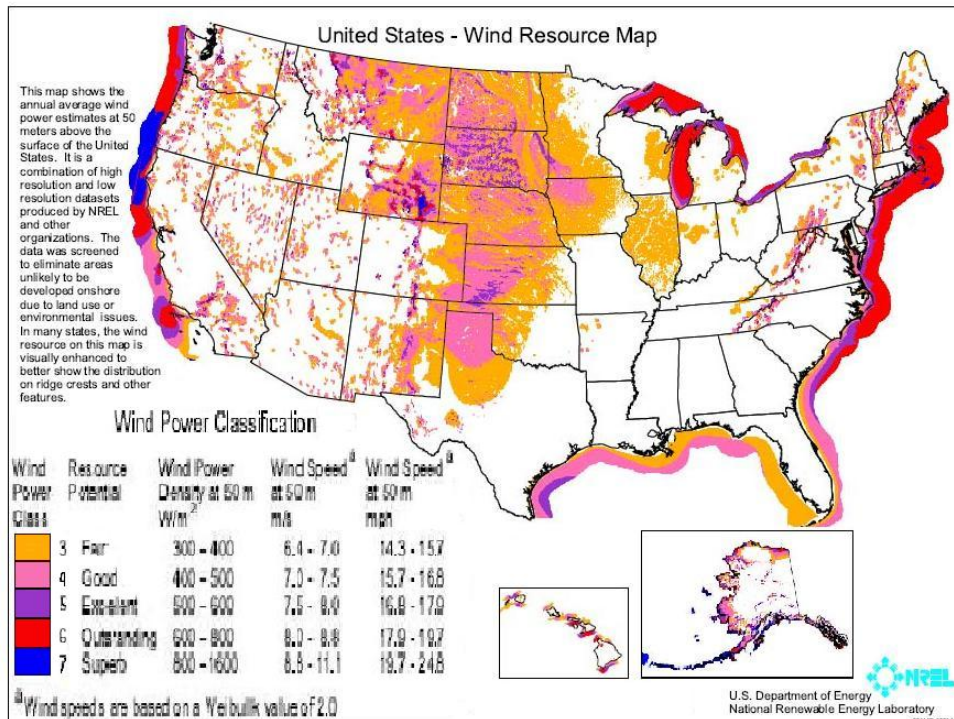 United States - Wind Resource Map
This map shows the
annual average wind
power estimates at 50
meters above the
surface of the United
States. It is a
combination of high
resolution and low
resolution datasets
produced by NREL
and other
organizations. The
data was screened
to eliminate areas
unlikely to be
developed onshore
due to land use or
environmental issues.
In many states, the wind
resource on this map is
visually enhanced to
better show the distribution
on ridge crests and other
features.
Wind Power Classification
Wind Resource Wind Power Wind Speed a Wind Speed a
Power Potential Density at 50 m at 50 m at 50 m
Class W/m 2 m/s mph
3 Fair 300 - 400 6.4 - 7.0 14.3 - 15.7
4 Good 400 - 500 7.0 - 7.5 15.7 - 16.8
5 Excellent 500 - 600 7.5 - 8.0 16.8 - 17.9
6 Outstanding 600 - 800 8.0 - 8.8 17.9 - 19.7
7 Superb 800 - 1600 8.8 - 11.1 19.7 - 24.8
a Wind speeds are based on a Weibull k value of 2.0
NREL
U.S. Department of Energy
National Renewable Energy Laboratory